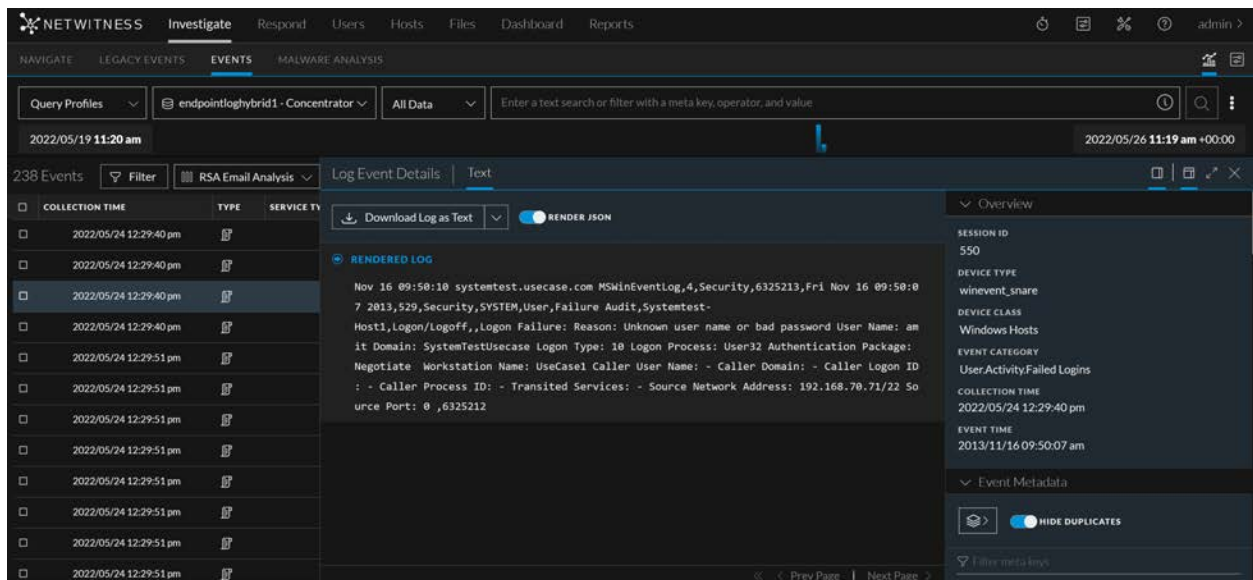 NETWITNESS Investigate Respond Users Hosts Files Dashboard Reports admin >
NAVIGATE LEGACY EVENTS EVENTS MALWARE ANALYSIS
Query Profiles endpointloghybrid1 - Concentrator All Data Enter a text search or filter with a meta key, operator, and value
2022/05/19 11:20 am 2022/05/26 11:19 am +00:00
238 Events Filter RSA Email Analysis Log Event Details Text
COLLECTION TIME TYPE SERVICE TY
2022/05/24 12:29:40 pm
2022/05/24 12:29:40 pm
2022/05/24 12:29:40 pm
2022/05/24 12:29:40 pm
2022/05/24 12:29:51 pm
2022/05/24 12:29:51 pm
2022/05/24 12:29:51 pm
2022/05/24 12:29:51 pm
2022/05/24 12:29:51 pm
2022/05/24 12:29:51 pm
2022/05/24 12:29:51 pm
2022/05/24 12:29:51 pm
Download Log as Text RENDER JSON
RENDERED LOG
Nov 16 09:50:10 systemtest.usecase.com MSWinEventLog,4,Security,6325213,Fri Nov 16 09:50:0
7 2013,529,Security,SYSTEM,User,Failure Audit,Systemtest-
Host1,Logon/Logoff,,Logon Failure: Reason: Unknown user name or bad password User Name: am
it Domain: SystemTestUsecase Logon Type: 10 Logon Process: User32 Authentication Package:
Negotiate Workstation Name: UseCase1 Caller User Name: - Caller Domain: - Caller Logon ID
: - Caller Process ID: - Transited Services: - Source Network Address: 192.168.70.71/22 So
urce Port: 0 ,6325212
<< < Prev Page | Next Page >
Overview
SESSION ID
550
DEVICE TYPE
winevent_snare
DEVICE CLASS
Windows Hosts
EVENT CATEGORY
User.Activity.Failed Logins
COLLECTION TIME
2022/05/24 12:29:40 pm
EVENT TIME
2013/11/16 09:50:07 am
Event Metadata
HIDE DUPLICATES
Filter meta keys